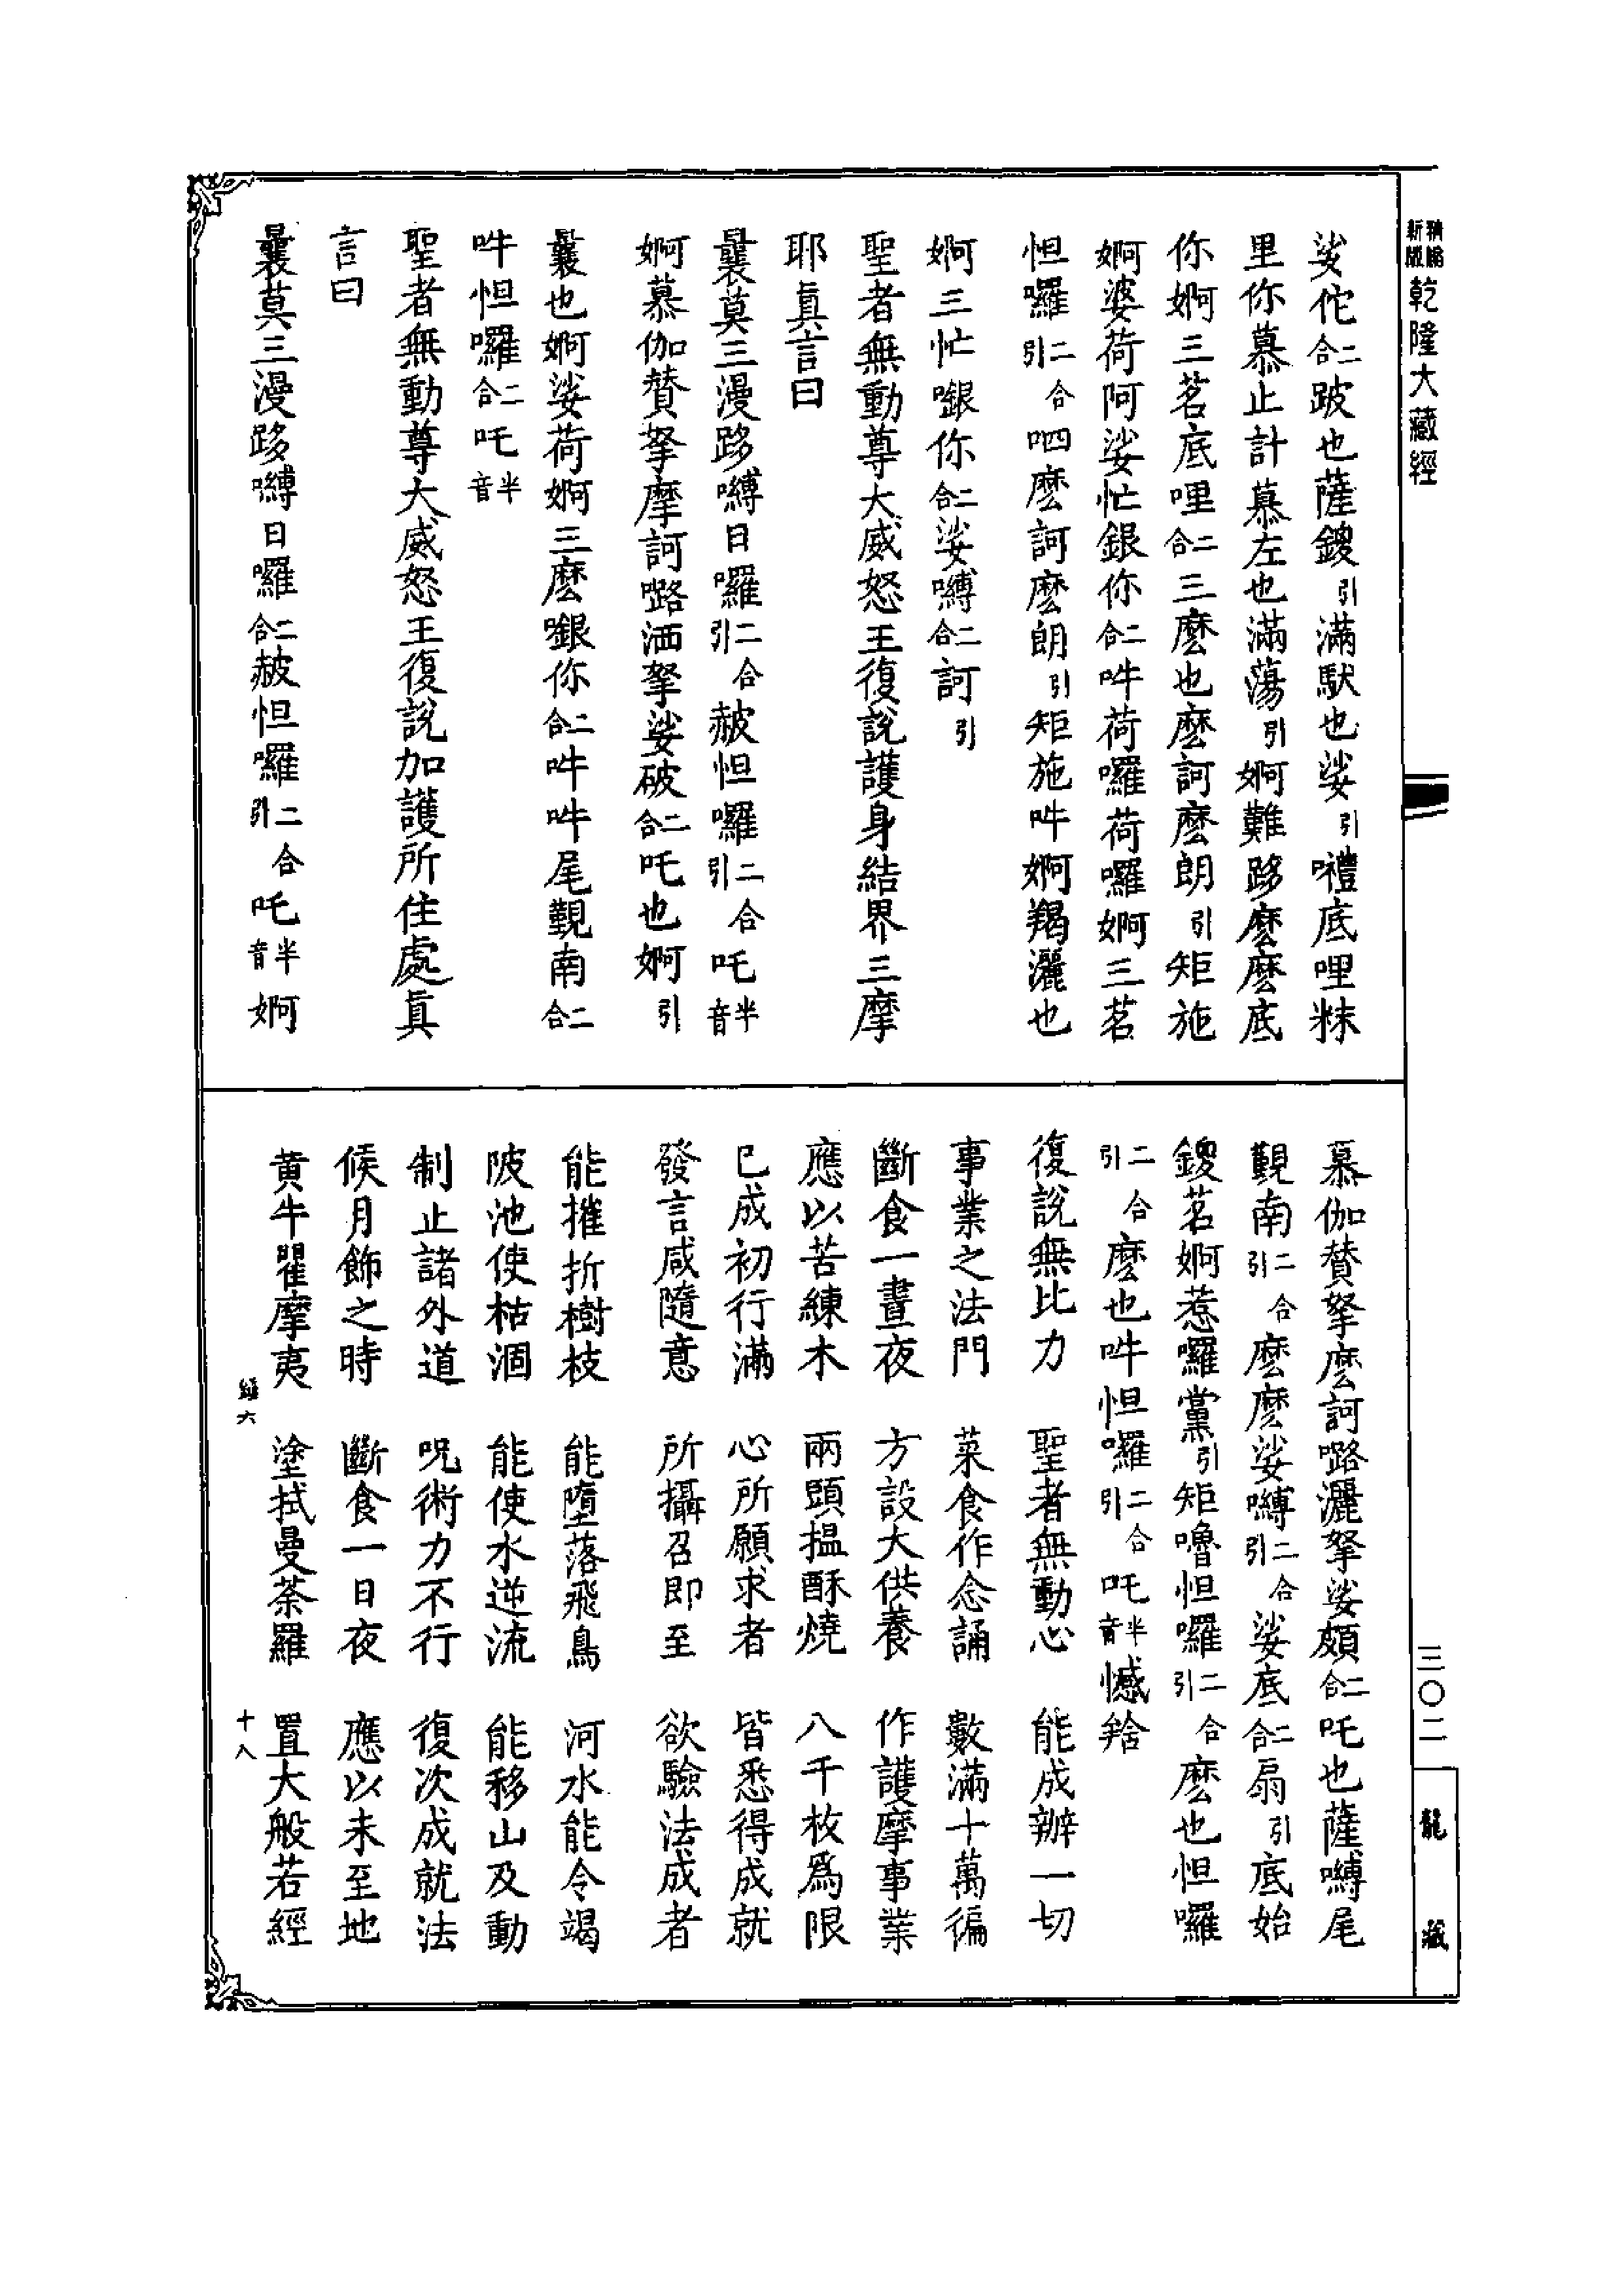 新編縮版乾隆大藏經
娑佗二合跛也薩鑁引滿馱也娑引囉底哩粖
里你慕止計慕左也滿蕩引婀難跢麼麼底
你婀三茗底哩二合三麼也麼訶麼朗引矩施
婀婆荷阿娑忙銀你二合吽荷囉荷囉婀三茗
怛囉二合引呬麼訶麼朗引矩施吽婀羯灑也
婀三忙㘕你二合娑嚩二合訶引
聖者無動尊大威怒王復說護身結界三摩
耶真言曰
曩莫三漫跢嚩日囉二合引赧怛囉二合引吒半音
婀慕伽賛拏摩訶路洒拏娑破二合吒也婀引
曩也婀娑荷婀三麼㘕你二合吽吽尾覲南二合
吽怛囉二合吒半音
聖者無動尊大威怒王復說加護所住處真
言曰
曩莫三漫跢嚩日囉二合赧怛囉二合引吒半音婀
慕伽賛拏麼訶路灑拏娑頗二合吒也薩嚩尾
覲南二合引麼麼娑嚩二合引娑底二合扇引底始
鑁茗婀惹囉黨引矩嚕怛囉二合引麼也怛囉
二合引麼也吽怛囉二合引吒半音憾𤚥
復說無比力　聖者無動心　能成辦一切
事業之法門　菜食作念誦　數滿十萬徧
斷食一晝夜　方設大供養　作護摩事業
應以苦練木　兩頭搵酥燒　八千枚爲限
已成初行滿　心所願求者　皆悉得成就
發言咸隨意　所攝召即至　欲驗法成者
能摧折樹枝　能墮落飛鳥　河水能令竭
陂池使枯涸　能使水逆流　能移山及動
制止諸外道　呪術力不行　復次成就法
候月飾之時　斷食一日夜　應以未至地
黃牛瞿摩夷　塗拭曼荼羅　置大般若經
六　十八
三〇二
龍藏